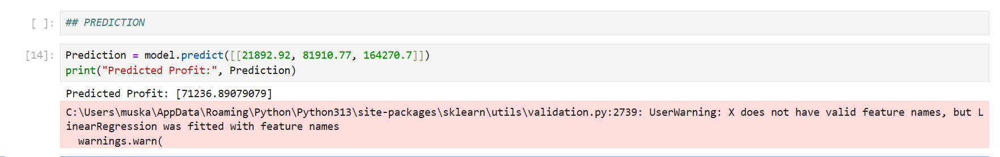 [ ]: ## PREDICTION
[14]: Prediction = model.predict([[21892.92, 81910.77, 164270.7]])
print("Predicted Profit:", Prediction)
Predicted Profit: [71236.89079079]
C:\Users\muska\AppData\Roaming\Python\Python313\site-packages\sklearn\utils\validation.py:2739: UserWarning: X does not have valid feature names, but L
inearRegression was fitted with feature names
warnings.warn(